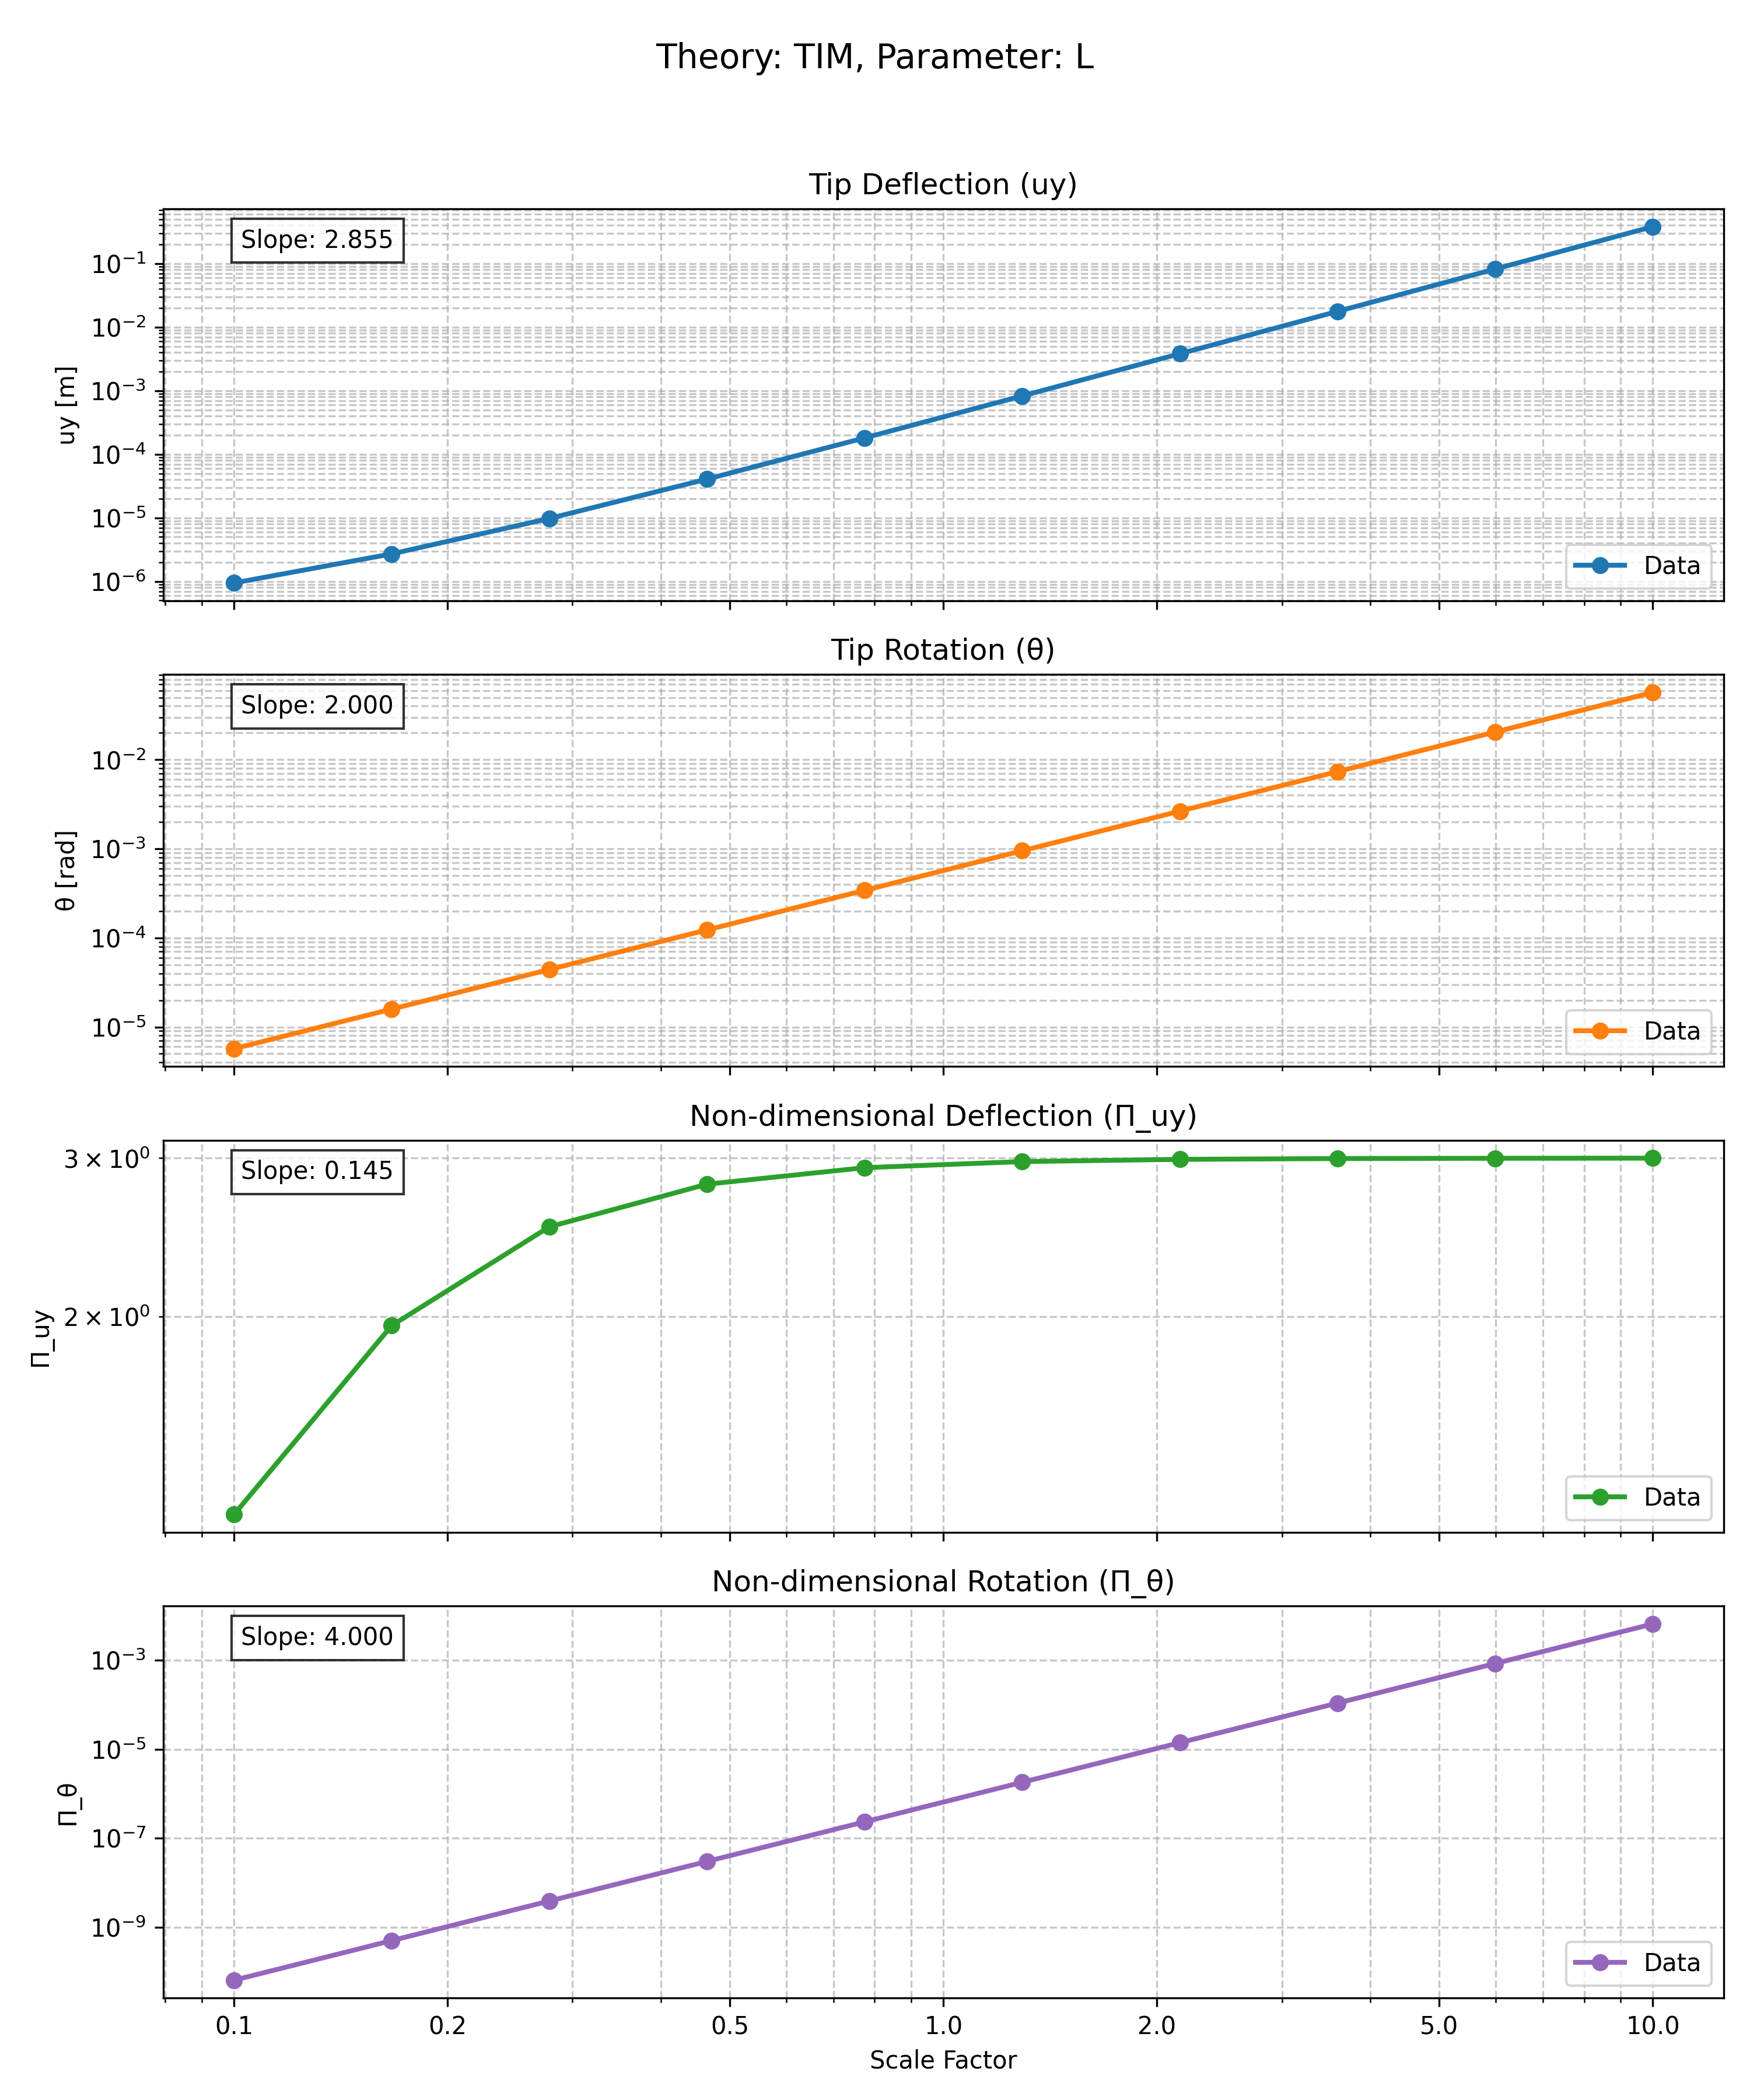 Theory: TIM, Parameter: L
Tip Deflection (uy)
Slope: 2.855
10⁻¹
10⁻²
10⁻³
10⁻⁴
10⁻⁵
10⁻⁶
uy [m]
Data
Tip Rotation (θ)
Slope: 2.000
10⁻²
10⁻³
10⁻⁴
10⁻⁵
θ [rad]
Data
Non-dimensional Deflection (Π_uy)
Slope: 0.145
3 × 10⁰
2 × 10⁰
Π_uy
Data
Non-dimensional Rotation (Π_θ)
Slope: 4.000
10⁻³
10⁻⁵
10⁻⁷
10⁻⁹
Π_θ
Data
0.1 0.2 0.5 1.0 2.0 5.0 10.0
Scale Factor